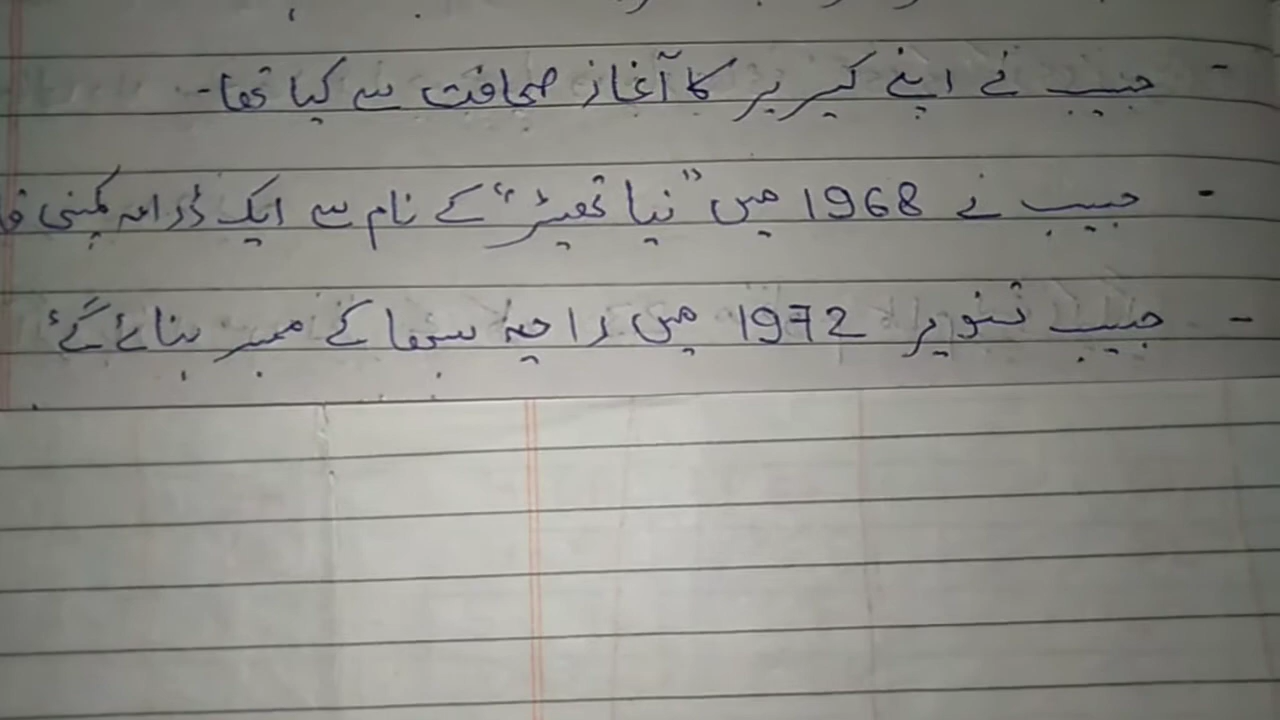 - حبیب نے اپنے کیریر کا آغاز صحافت سے کیا تھا -
- حبیب نے 1968 میں "نیا تھیٹر" کے نام سے ایک ڈرامہ کمپنی
- حبیب تنویر 1972 میں راجیہ سبھا کے ممبر بنائے گئے